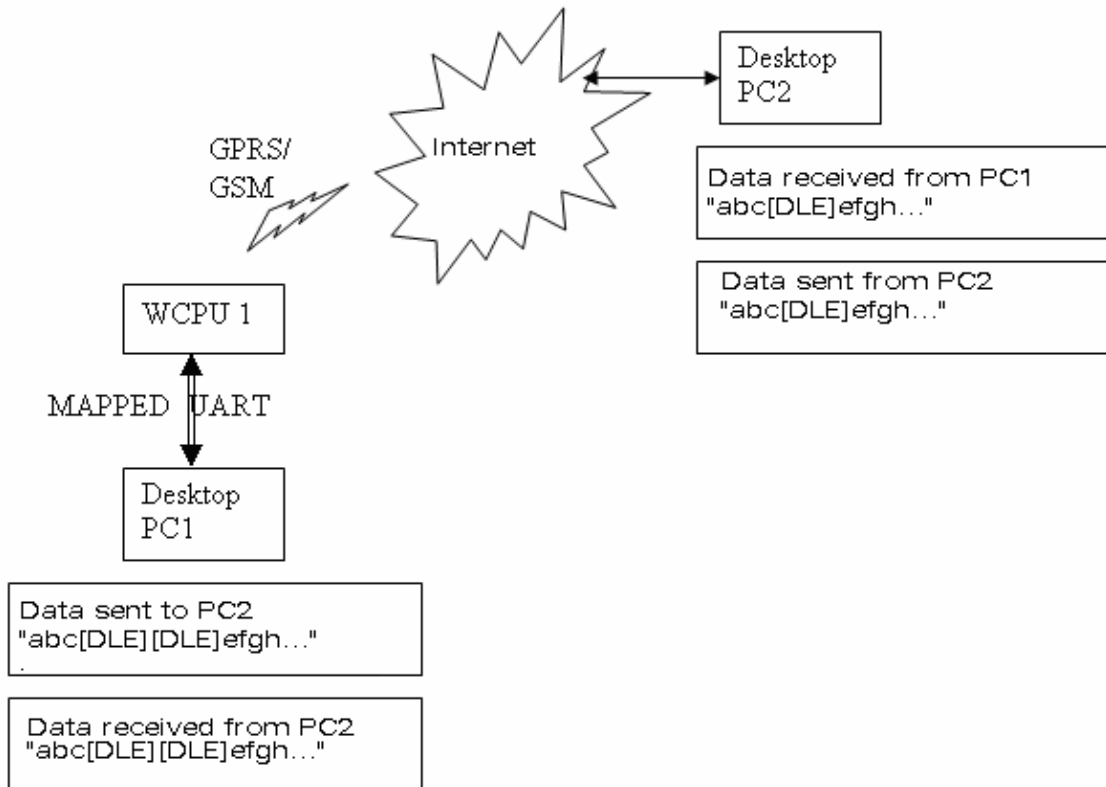 Desktop
PC2
Internet
GPRS/
GSM
Data received from PC1
"abc[DLE]efgh..."
Data sent from PC2
"abc[DLE]efgh..."
WCPU 1
MAPPED UART
Desktop
PC1
Data sent to PC2
"abc[DLE][DLE]efgh..."
.
Data received from PC2
"abc[DLE][DLE]efgh..."